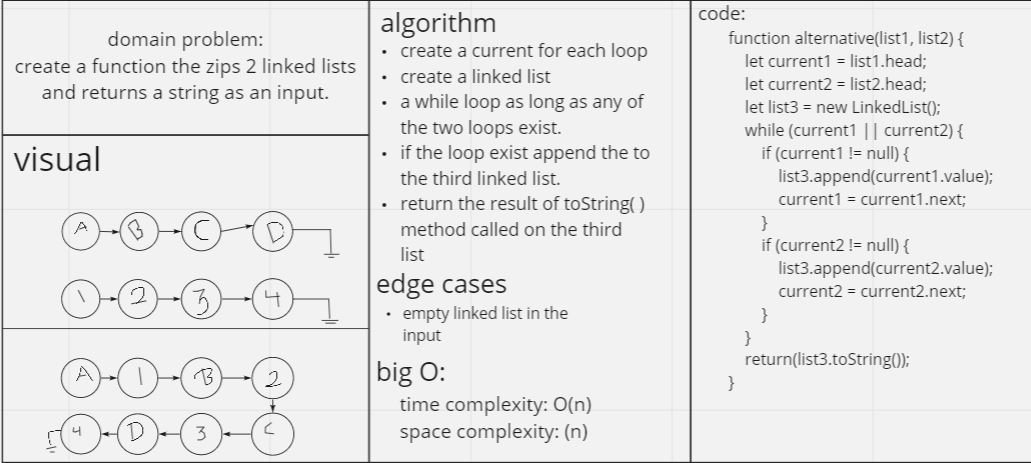 domain problem:
create a function the zips 2 linked lists
and returns a string as an input.
visual
A B C D
1 2 3 4
A 1 B 2
4 D 3 C
algorithm
• create a current for each loop
• create a linked list
• a while loop as long as any of
the two loops exist.
• if the loop exist append the to
the third linked list.
• return the result of toString( )
method called on the third
list
edge cases
• empty linked list in the
input
big O:
time complexity: O(n)
space complexity: (n)
code:
function alternative(list1, list2) {
let current1 = list1.head;
let current2 = list2.head;
let list3 = new LinkedList();
while (current1 || current2) {
if (current1 != null) {
list3.append(current1.value);
current1 = current1.next;
}
if (current2 != null) {
list3.append(current2.value);
current2 = current2.next;
}
}
return(list3.toString());
}